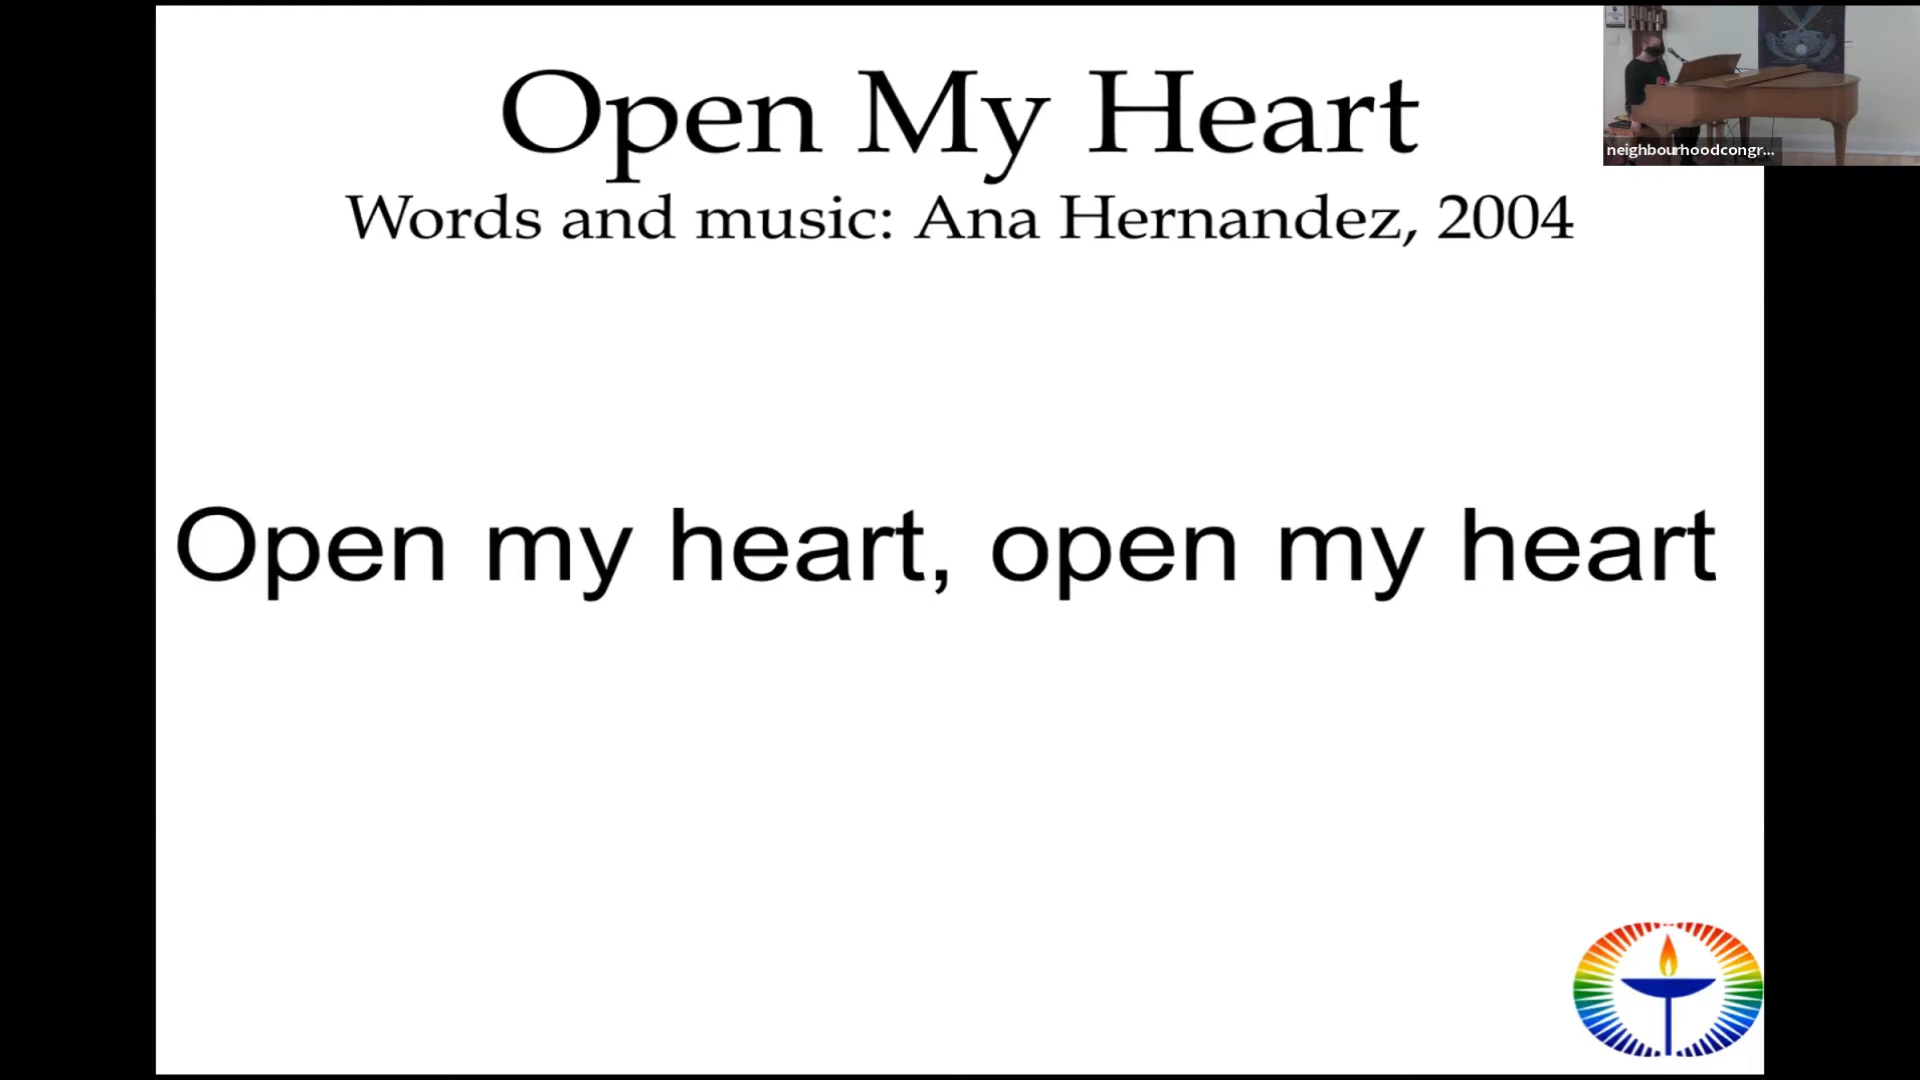 Open My Heart
Words and music: Ana Hernandez, 2004
neighbourhoodcongr...
Open my heart, open my heart